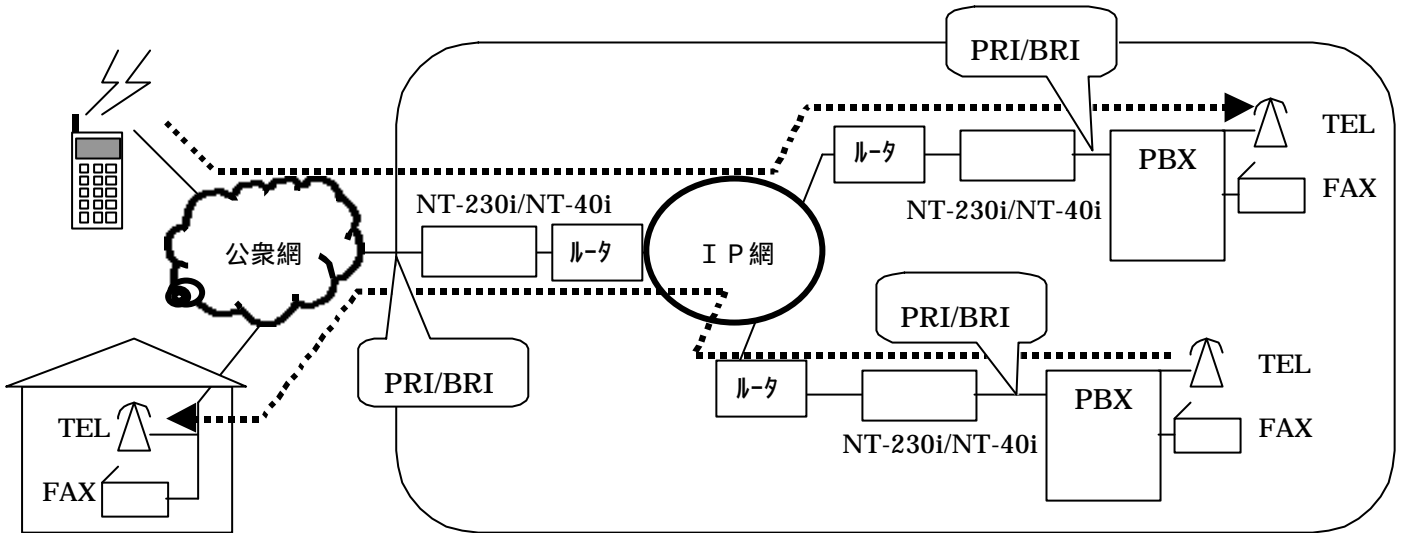 PRI/BRI
TEL
ﾙｰﾀ
PBX
FAX
NT-230i/NT-40i
NT-230i/NT-40i
公衆網
ﾙｰﾀ
ＩＰ網
PRI/BRI
PRI/BRI
TEL
ﾙｰﾀ
PBX
TEL
FAX
NT-230i/NT-40i
FAX